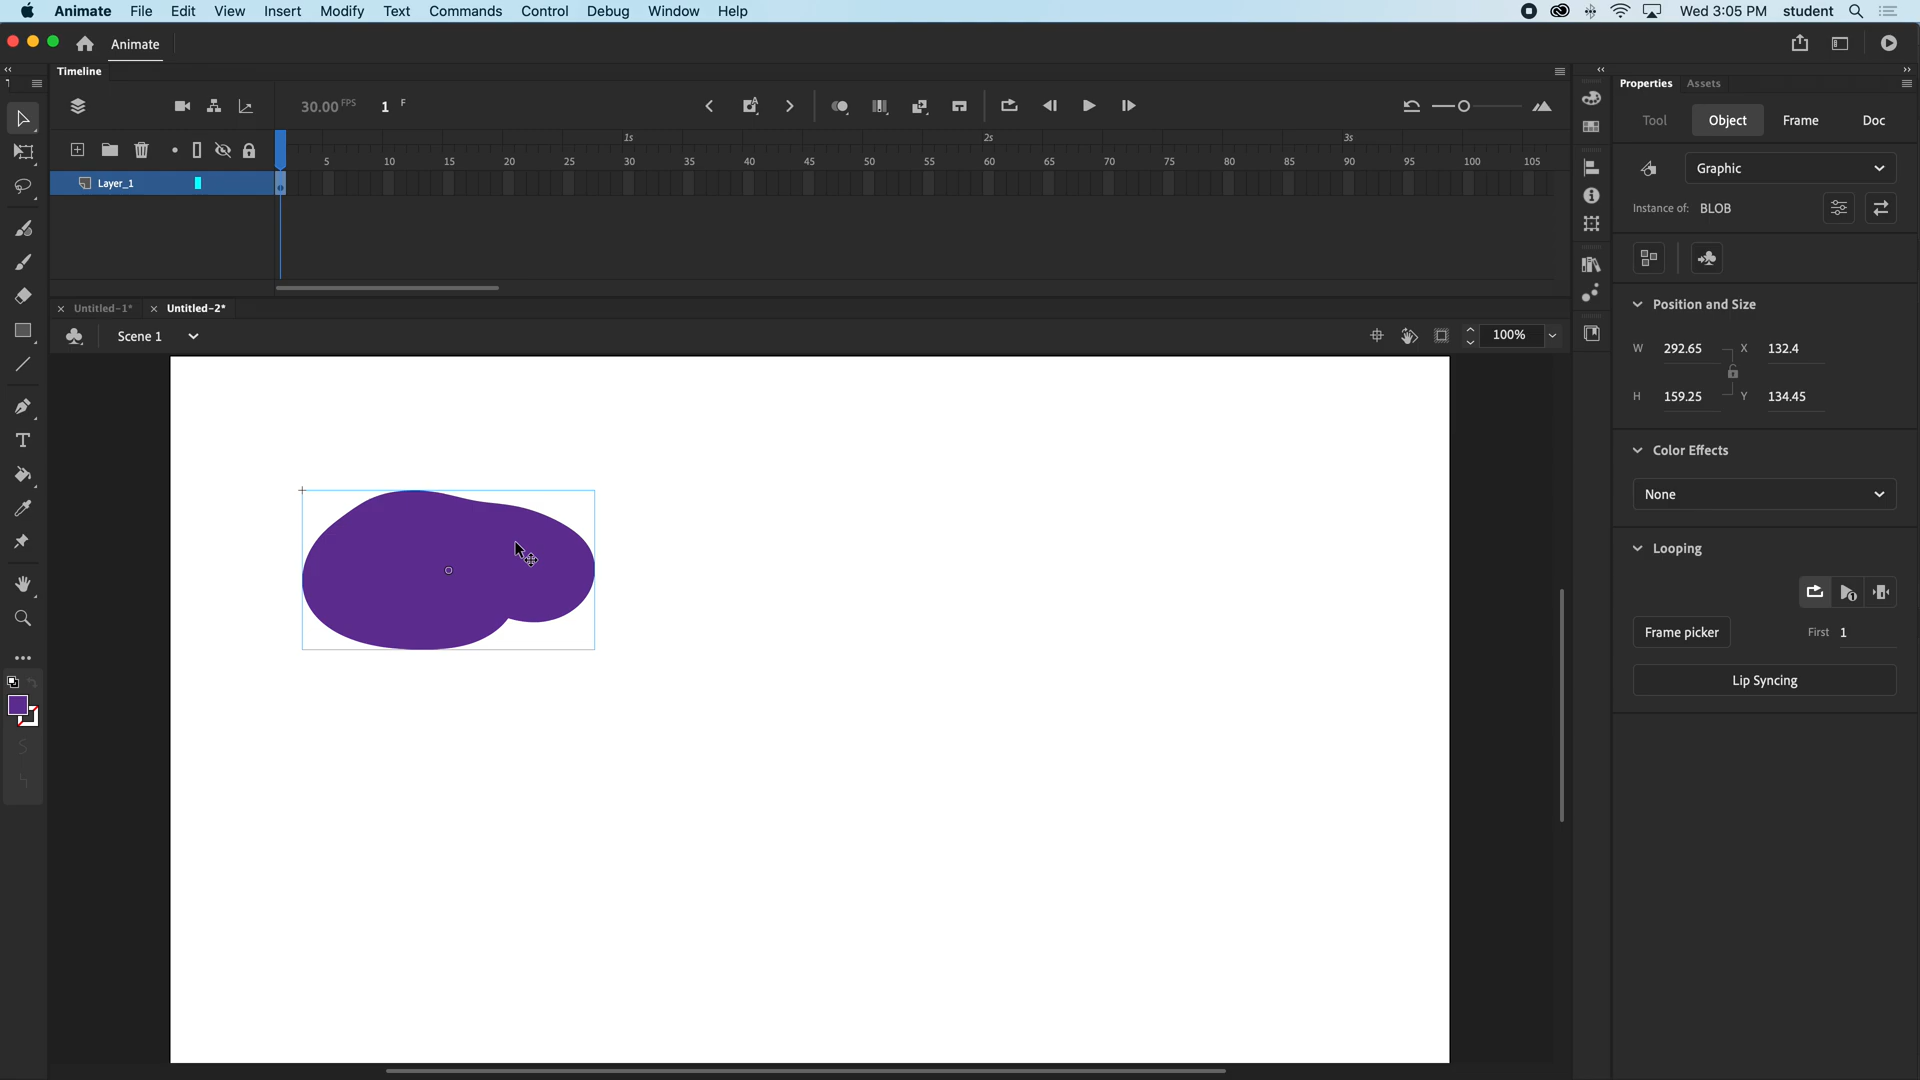 Animate File Edit View Insert Modify Text Commands Control Debug Window Help Wed 3:05 PM student
Animate
Timeline
30.00 FPS 1 F
1s 2s 3s
5 10 15 20 25 30 35 40 45 50 55 60 65 70 75 80 85 90 95 100 105
Layer_1
Untitled-1* Untitled-2*
Scene 1 100%
Properties Assets
Tool Object Frame Doc
Graphic
Instance of: BLOB
Position and Size
W 292.65 X 132.4
H 159.25 Y 134.45
Color Effects
None
Looping
Frame picker First 1
Lip Syncing